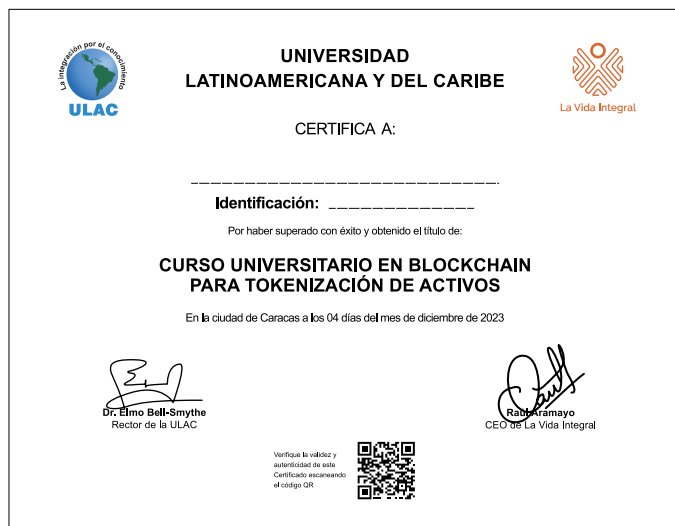 La integración por el conocimiento
ULAC
UNIVERSIDAD
LATINOAMERICANA Y DEL CARIBE
La Vida Integral
CERTIFICA A:
Identificación:
Por haber superado con éxito y obtenido el título de:
CURSO UNIVERSITARIO EN BLOCKCHAIN
PARA TOKENIZACIÓN DE ACTIVOS
En la ciudad de Caracas a los 04 días del mes de diciembre de 2023
Dr. Elmo Bell-Smythe
Rector de la ULAC
Raúl Aramayo
CEO de La Vida Integral
Verifique la validez y
autenticidad de este
Certificado escaneando
el código QR